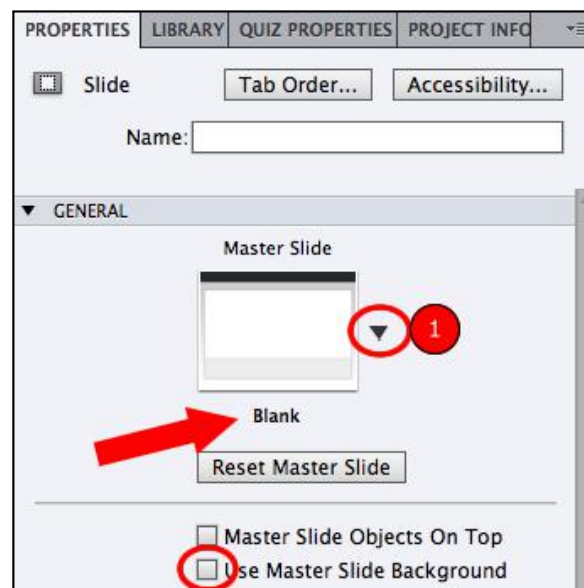 PROPERTIES LIBRARY QUIZ PROPERTIES PROJECT INFO
Slide Tab Order... Accessibility...
Name:
GENERAL
Master Slide
1
Blank
Reset Master Slide
Master Slide Objects On Top
Use Master Slide Background